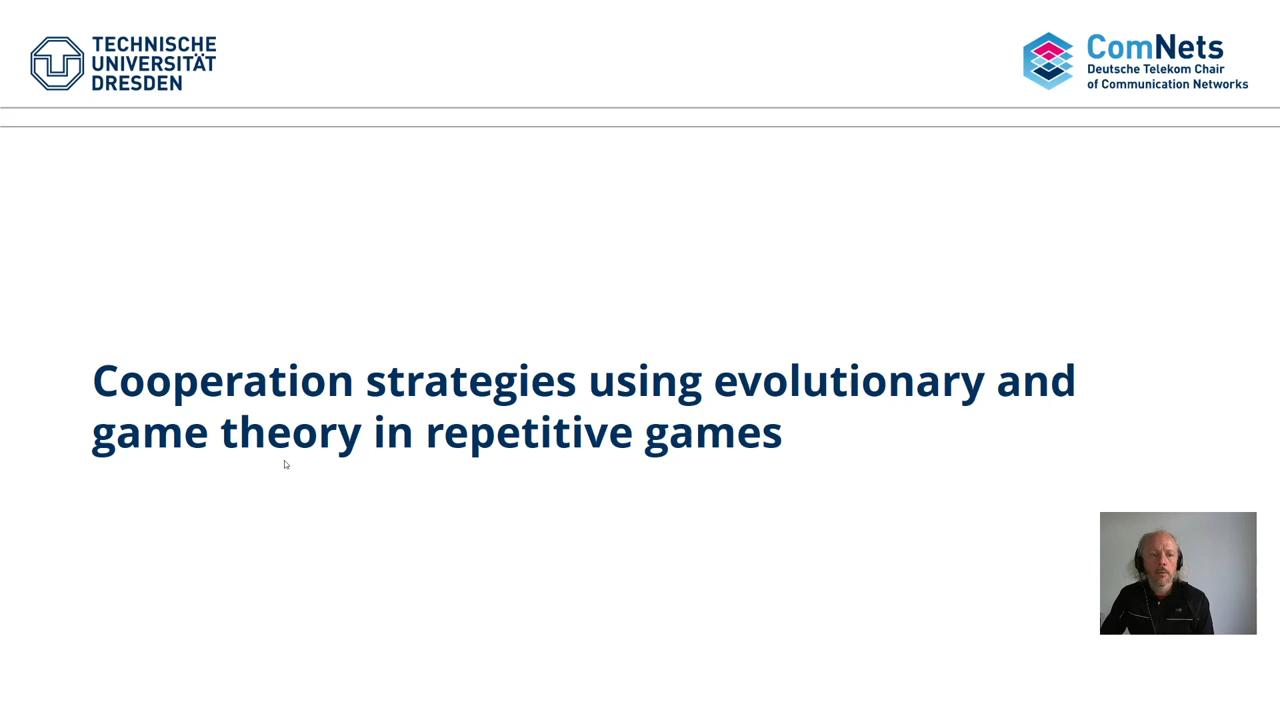 TECHNISCHE
UNIVERSITÄT
DRESDEN
ComNets
Deutsche Telekom Chair
of Communication Networks
Cooperation strategies using evolutionary and
game theory in repetitive games